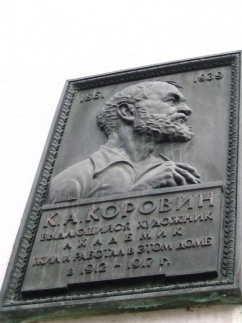 1861 1939
К.А. КОРОВИН
ВЫДАЮЩИЙСЯ ХУДОЖНИК
АКАДЕМИК
ЖИЛ И РАБОТАЛ В ЭТОМ ДОМЕ
В 1912 - 1917 Г.